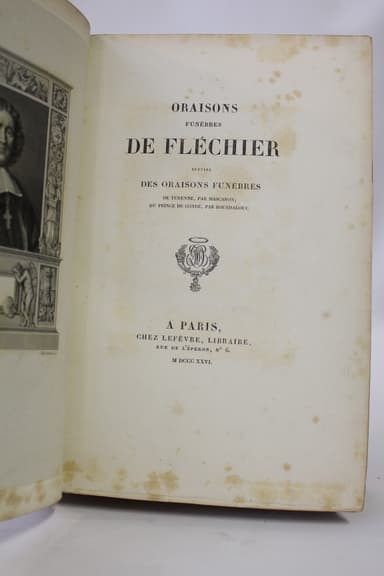 ORAISONS
FUNÈBRES
DE FLÉCHIER
SUIVIES
DES ORAISONS FUNÈBRES
DE TURENNE, PAR MASCARON;
DU PRINCE DE CONDÉ, PAR BOURDALOUE.
A PARIS,
CHEZ LEFÈVRE, LIBRAIRE,
RUE DE L'ÉPERON, N° 6.
M DCCC XXVI.